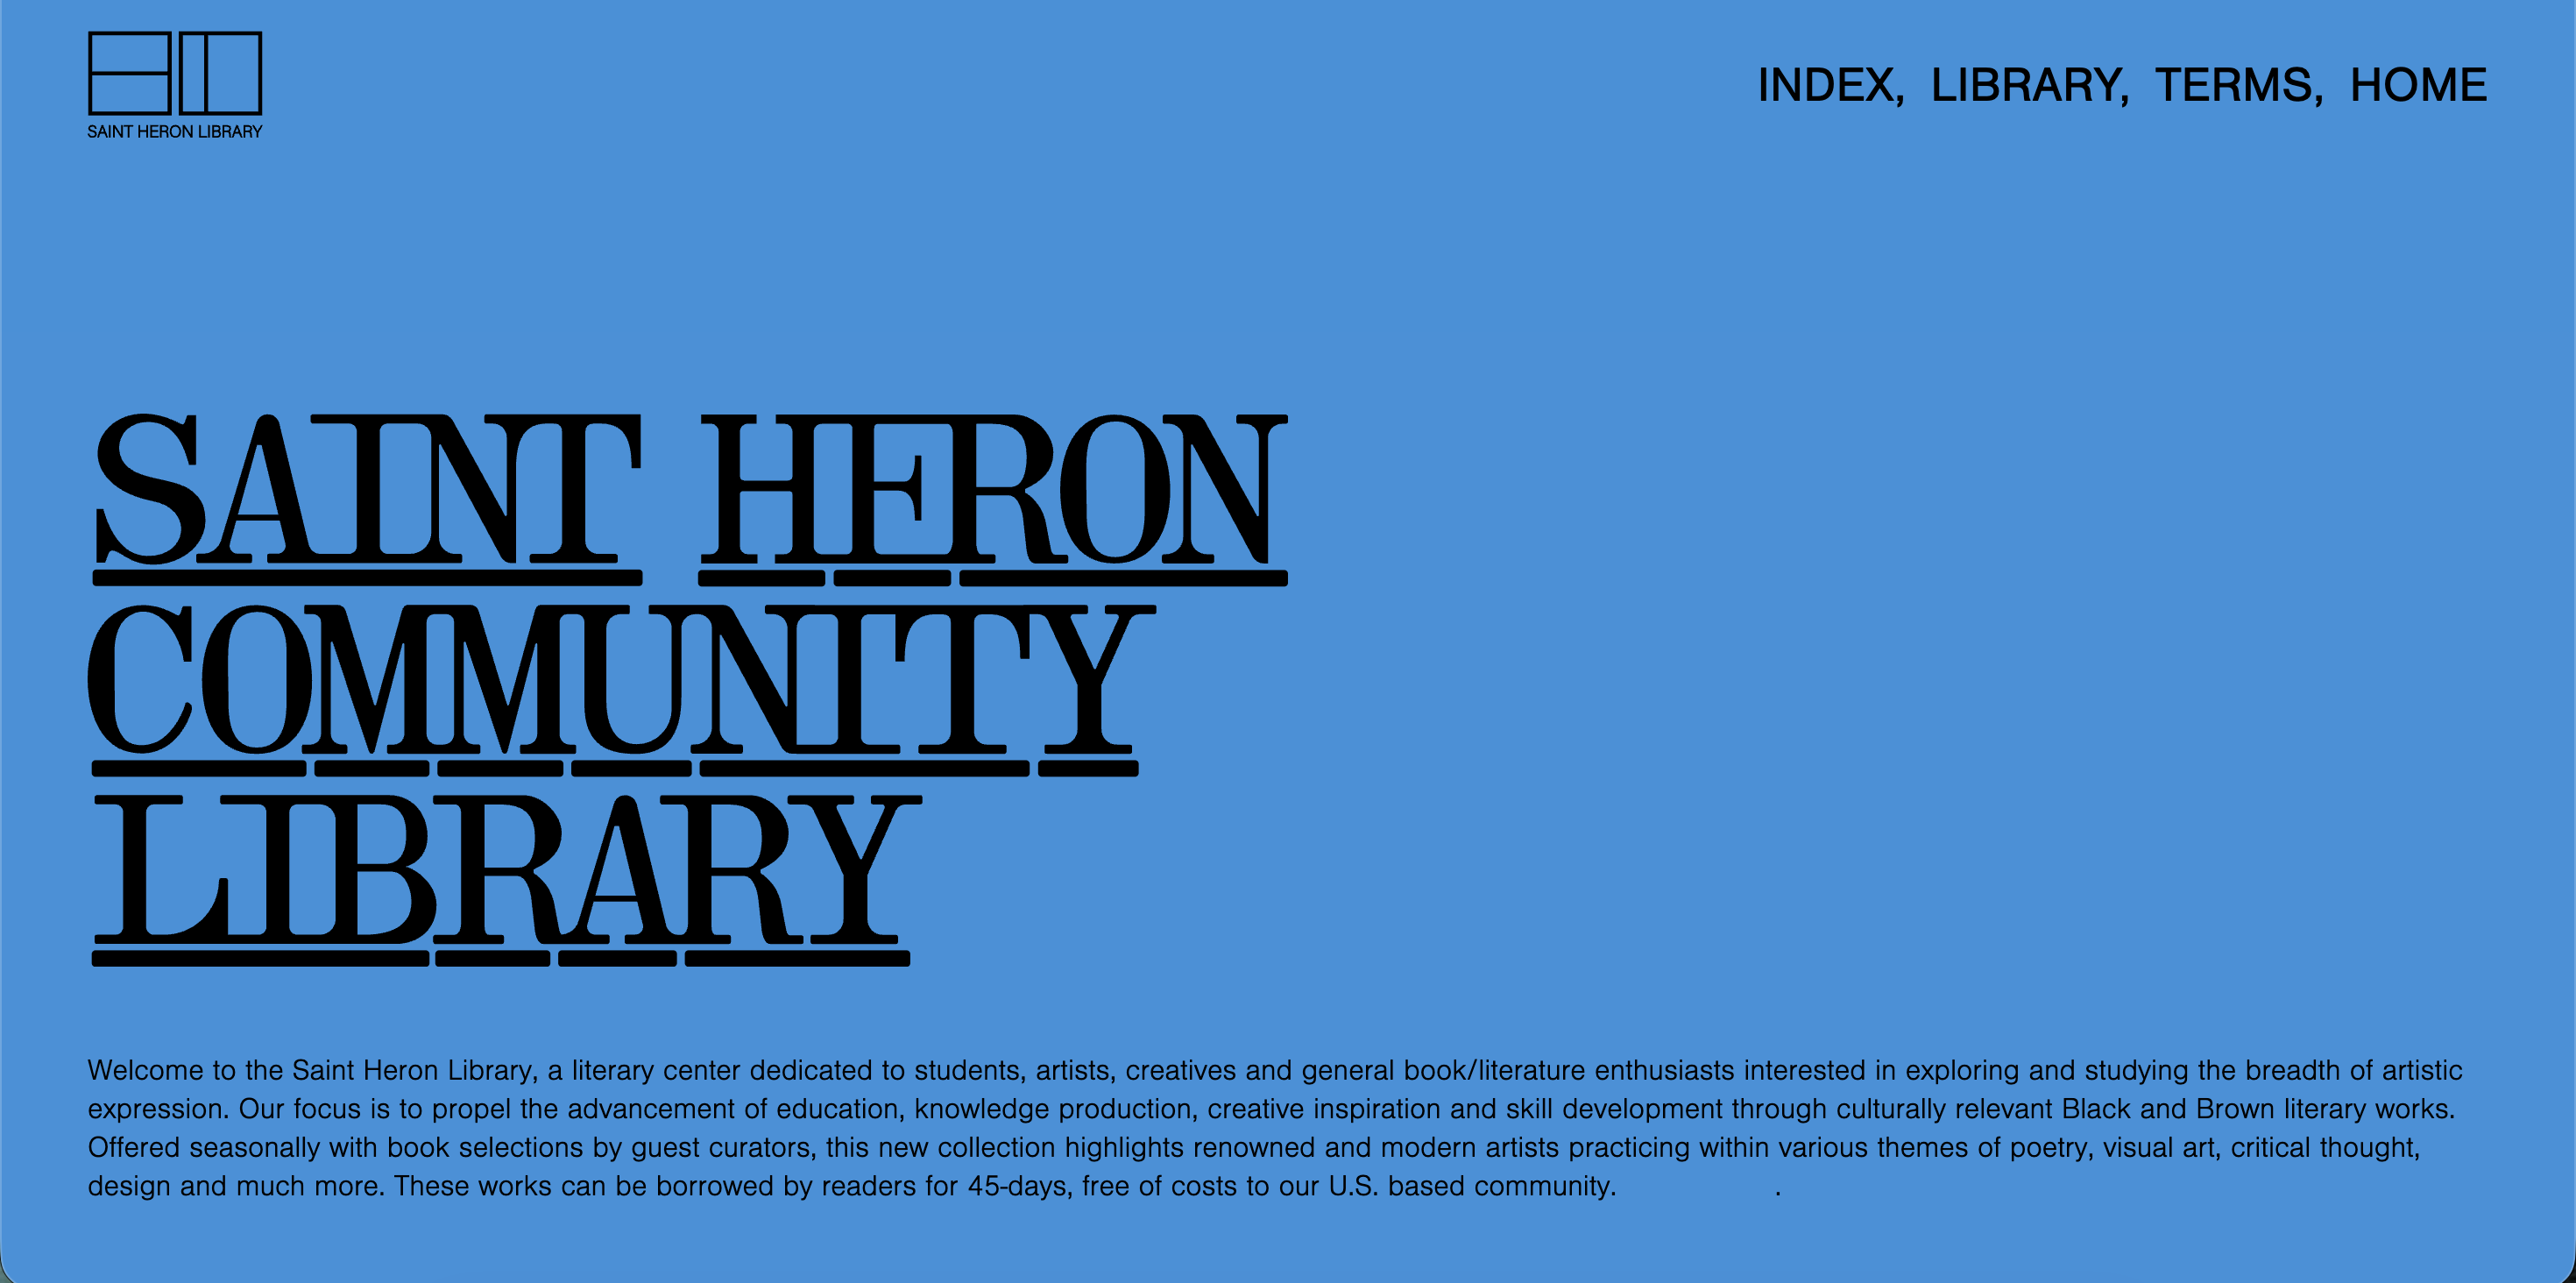 SAINT HERON LIBRARY
INDEX, LIBRARY, TERMS, HOME
SAINT HERON
COMMUNITY
LIBRARY
Welcome to the Saint Heron Library, a literary center dedicated to students, artists, creatives and general book/literature enthusiasts interested in exploring and studying the breadth of artistic
expression. Our focus is to propel the advancement of education, knowledge production, creative inspiration and skill development through culturally relevant Black and Brown literary works.
Offered seasonally with book selections by guest curators, this new collection highlights renowned and modern artists practicing within various themes of poetry, visual art, critical thought,
design and much more. These works can be borrowed by readers for 45-days, free of costs to our U.S. based community. .